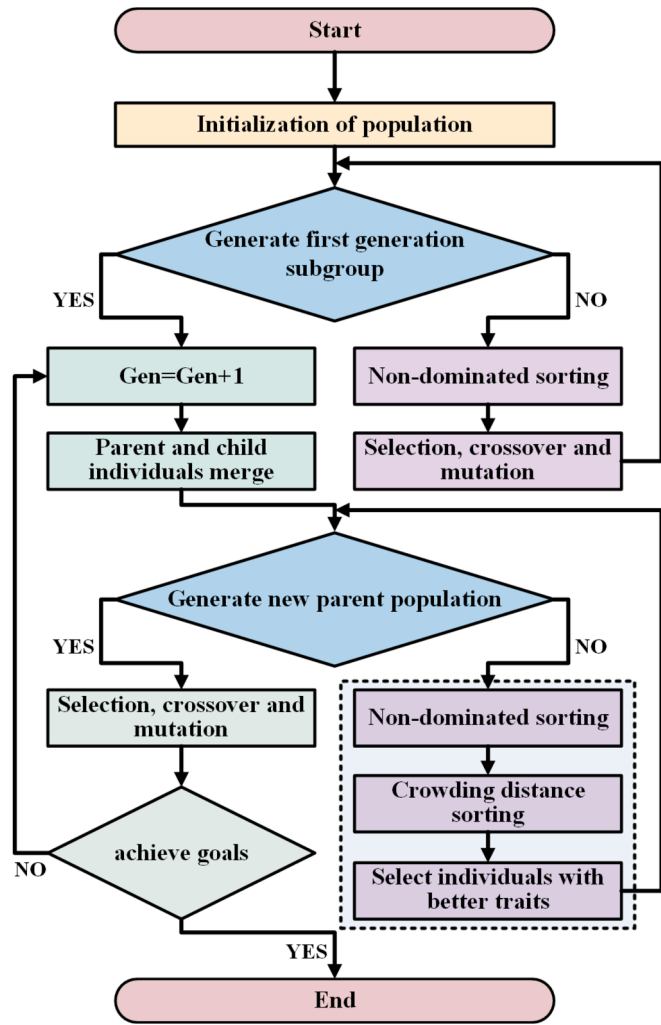 Start
Initialization of population
Generate first generation
subgroup
YES
NO
Gen=Gen+1
Non-dominated sorting
Parent and child
individuals merge
Selection, crossover and
mutation
Generate new parent population
YES
NO
Selection, crossover and
mutation
Non-dominated sorting
Crowding distance
sorting
achieve goals
NO
Select individuals with
better traits
YES
End